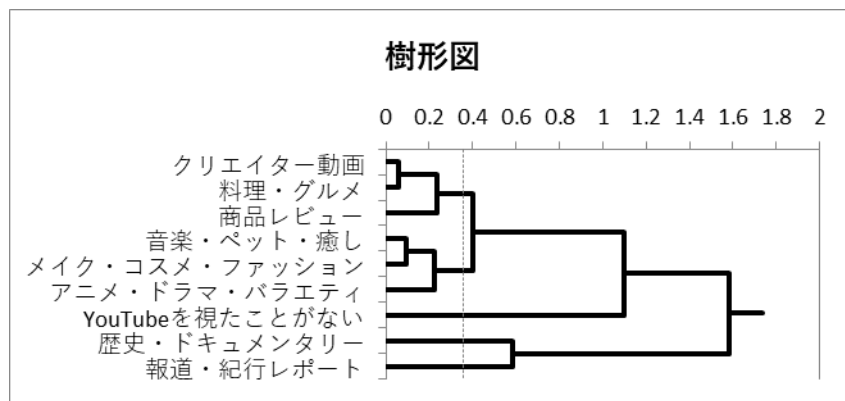 樹形図
0 0.2 0.4 0.6 0.8 1 1.2 1.4 1.6 1.8 2
クリエイター動画
料理・グルメ
商品レビュー
音楽・ペット・癒し
メイク・コスメ・ファッション
アニメ・ドラマ・バラエティ
YouTubeを視たことがない
歴史・ドキュメンタリー
報道・紀行レポート